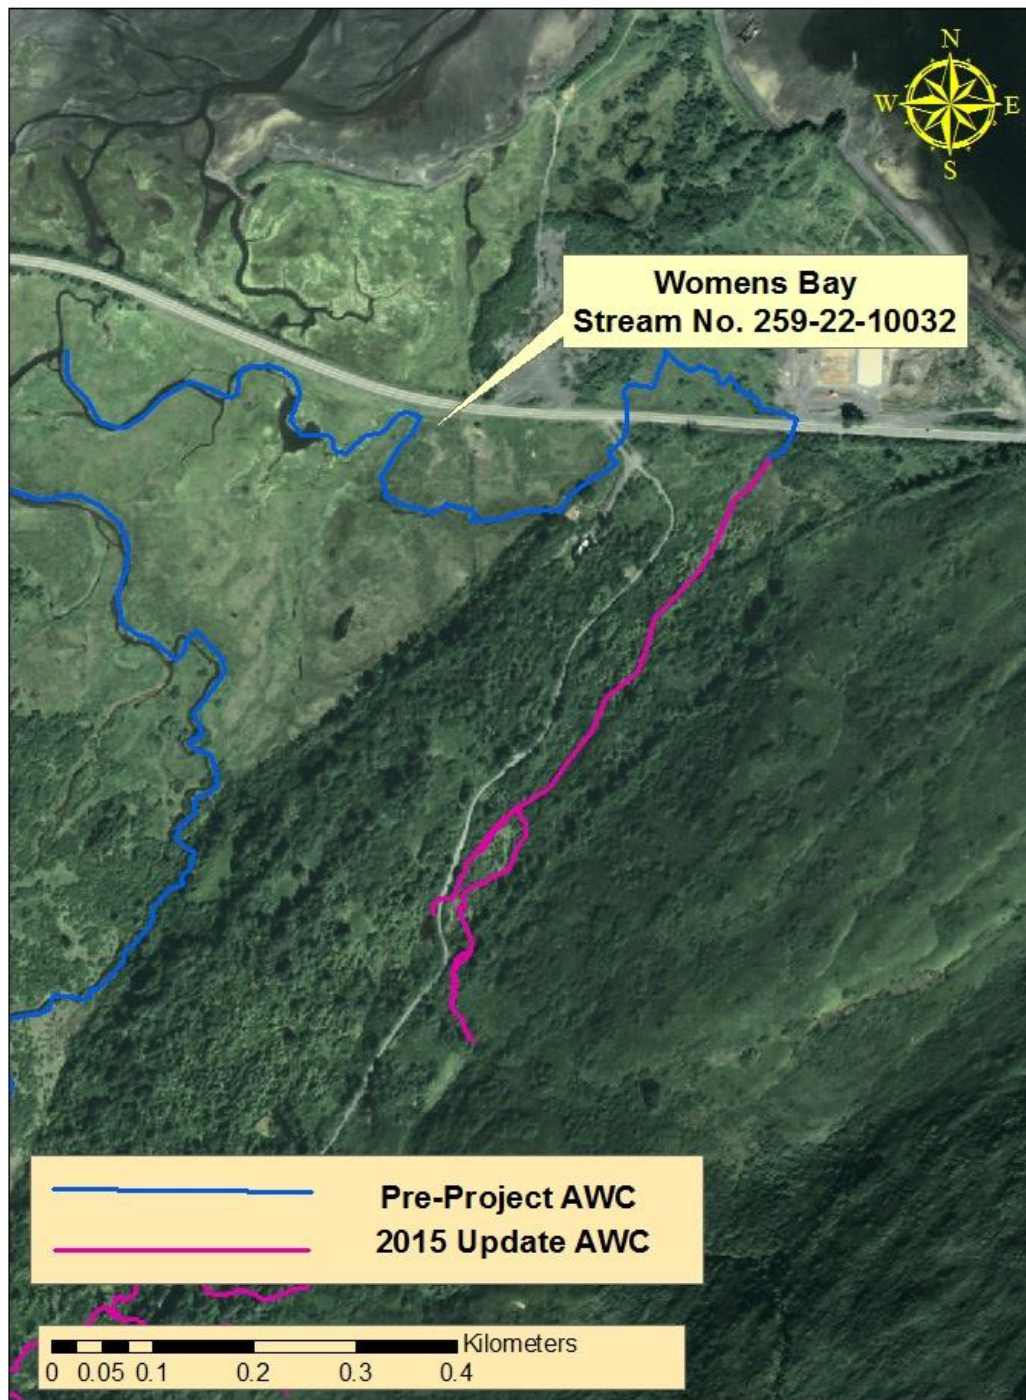 N
W E
S
Womens Bay
Stream No. 259-22-10032
Pre-Project AWC
2015 Update AWC
Kilometers
0 0.05 0.1 0.2 0.3 0.4